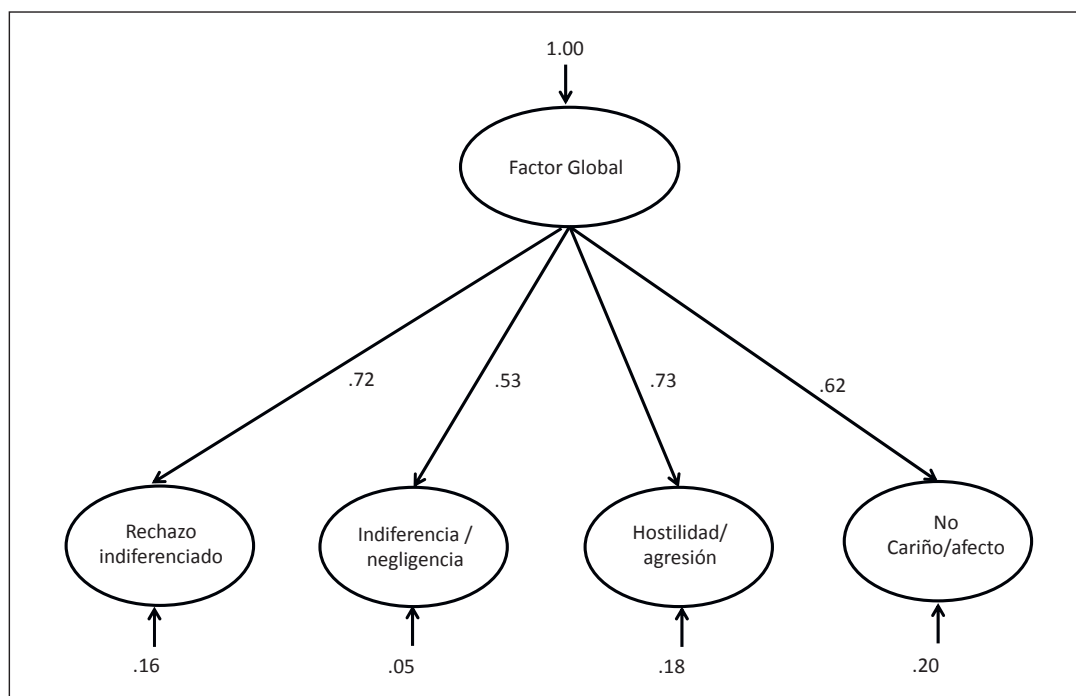 1.00
Factor Global
.72
.53
.73
.62
Rechazo
indiferenciado
Indiferencia /
negligencia
Hostilidad/
agresión
No
Cariño/afecto
.16
.05
.18
.20